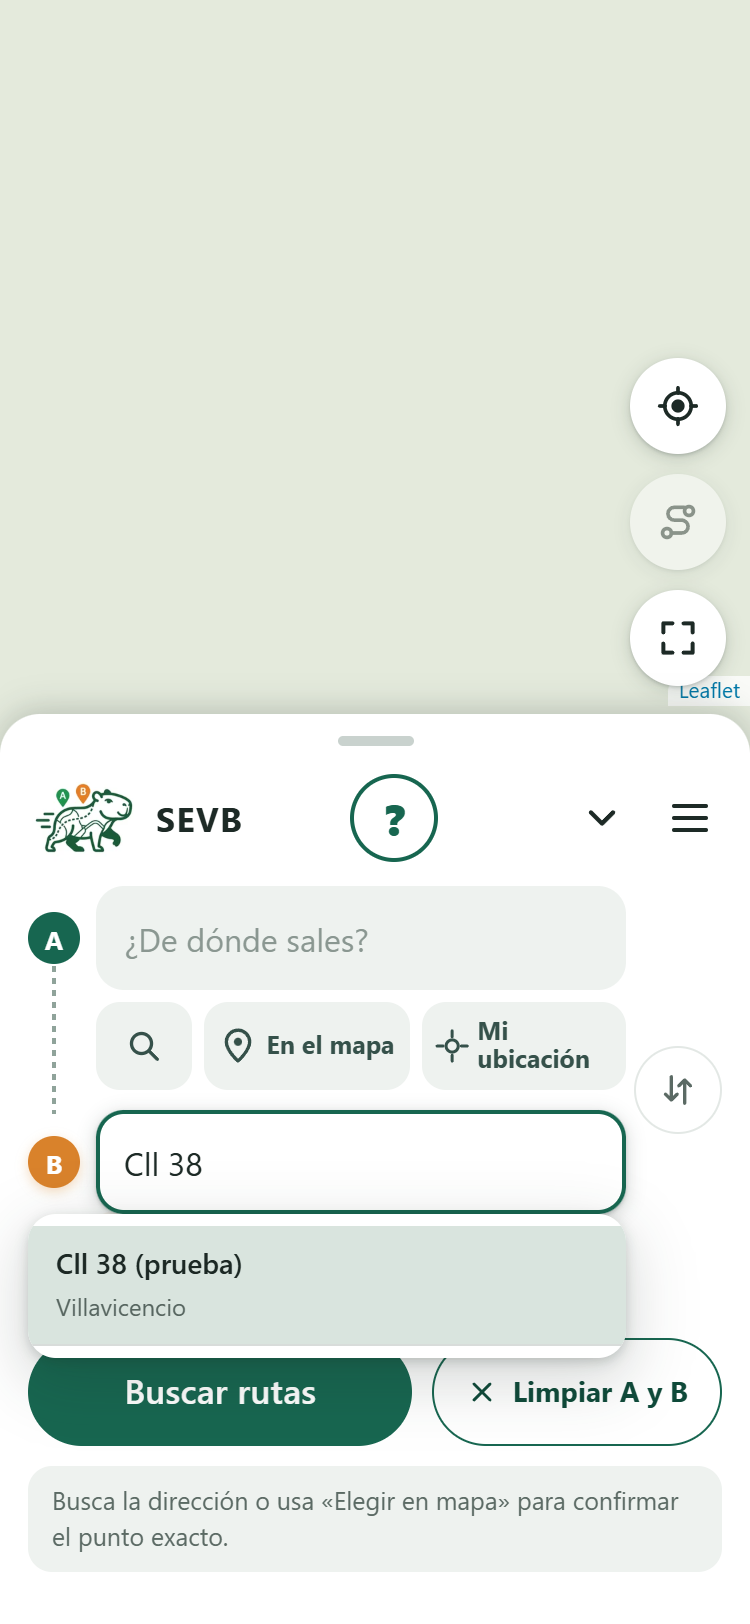 Leaflet
A
B
SEVB
?
A
¿De dónde sales?
En el mapa
Mi
ubicación
B
Cll 38
Cll 38 (prueba)
Villavicencio
Buscar rutas
Limpiar A y B
Busca la dirección o usa «Elegir en mapa» para confirmar
el punto exacto.